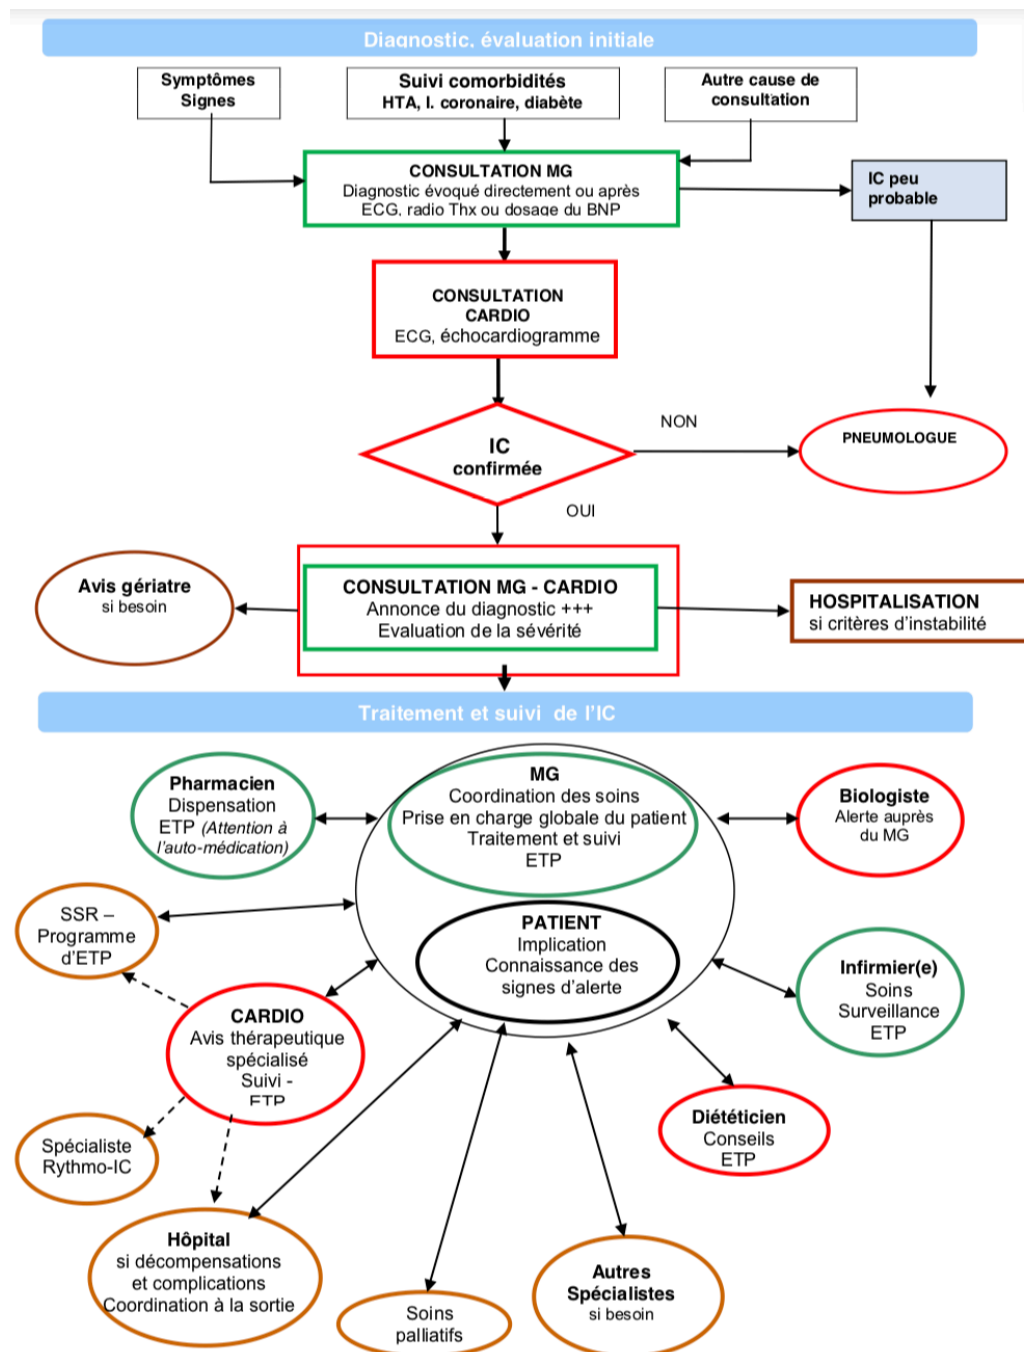 Diagnostic, évaluation initiale
Symptômes
Signes
Suivi comorbidités
HTA, I. coronaire, diabète
Autre cause de
consultation
CONSULTATION MG
Diagnostic évoqué directement ou après
ECG, radio Thx ou dosage du BNP
IC peu
probable
CONSULTATION
CARDIO
ECG, échocardiogramme
IC
confirmée
NON
PNEUMOLOGUE
OUI
Avis gériatre
si besoin
CONSULTATION MG - CARDIO
Annonce du diagnostic +++
Evaluation de la sévérité
HOSPITALISATION
si critères d'instabilité
Traitement et suivi de l'IC
Pharmacien
Dispensation
ETP (Attention à
l'auto-médication)
MG
Coordination des soins
Prise en charge globale du patient
Traitement et suivi
ETP
Biologiste
Alerte auprès
du MG
SSR –
Programme
d'ETP
PATIENT
Implication
Connaissance des
signes d'alerte
Infirmier(e)
Soins
Surveillance
ETP
CARDIO
Avis thérapeutique
spécialisé
Suivi -
ETP
Diététicien
Conseils
ETP
Spécialiste
Rythmo-IC
Hôpital
si décompensations
et complications
Coordination à la sortie
Soins
palliatifs
Autres
Spécialistes
si besoin